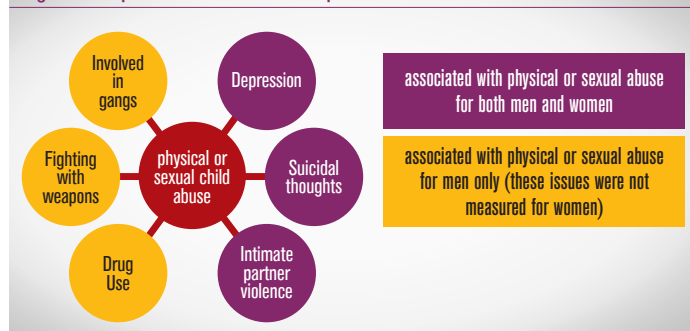 Involved
in
gangs
Depression
Fighting
with
weapons
physical or
sexual child
abuse
Suicidal
thoughts
Drug
Use
Intimate
partner
violence
associated with physical or sexual abuse
for both men and women
associated with physical or sexual abuse
for men only (these issues were not
measured for women)